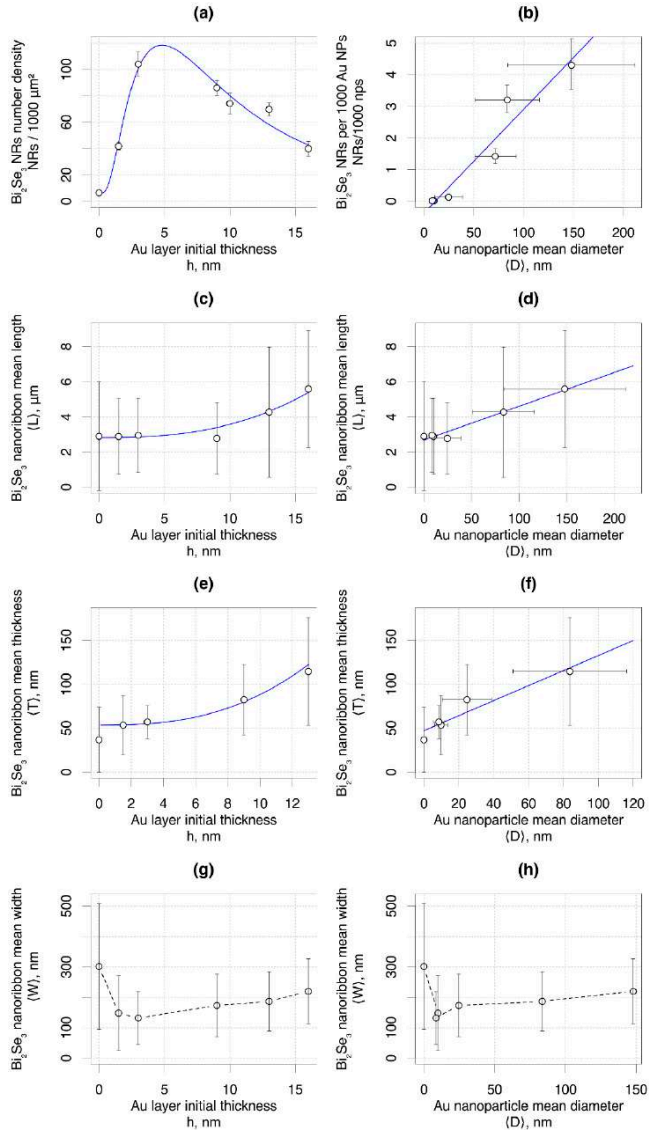 (a)
Bi₂Se₃ NRs number density
NRs / 1000 µm²
0 20 60 100
0 5 10 15
Au layer initial thickness
h, nm
(b)
Bi₂Se₃ NRs per 1000 Au NPs
NRs/1000 nps
0 1 2 3 4 5
0 50 100 150 200
Au nanoparticle mean diameter
⟨D⟩, nm
(c)
Bi₂Se₃ nanoribbon mean length
⟨L⟩, µm
0 2 4 6 8
0 5 10 15
Au layer initial thickness
h, nm
(d)
Bi₂Se₃ nanoribbon mean length
⟨L⟩, µm
0 2 4 6 8
0 50 100 150 200
Au nanoparticle mean diameter
⟨D⟩, nm
(e)
Bi₂Se₃ nanoribbon mean thickness
⟨T⟩, nm
0 50 100 150
0 2 4 6 8 10 12
Au layer initial thickness
h, nm
(f)
Bi₂Se₃ nanoribbon mean thickness
⟨T⟩, nm
0 50 100 150
0 20 40 60 80 100 120
Au nanoparticle mean diameter
⟨D⟩, nm
(g)
Bi₂Se₃ nanoribbon mean width
⟨W⟩, nm
0 100 300 500
0 5 10 15
Au layer initial thickness
h, nm
(h)
Bi₂Se₃ nanoribbon mean width
⟨W⟩, nm
0 100 300 500
0 50 100 150
Au nanoparticle mean diameter
⟨D⟩, nm